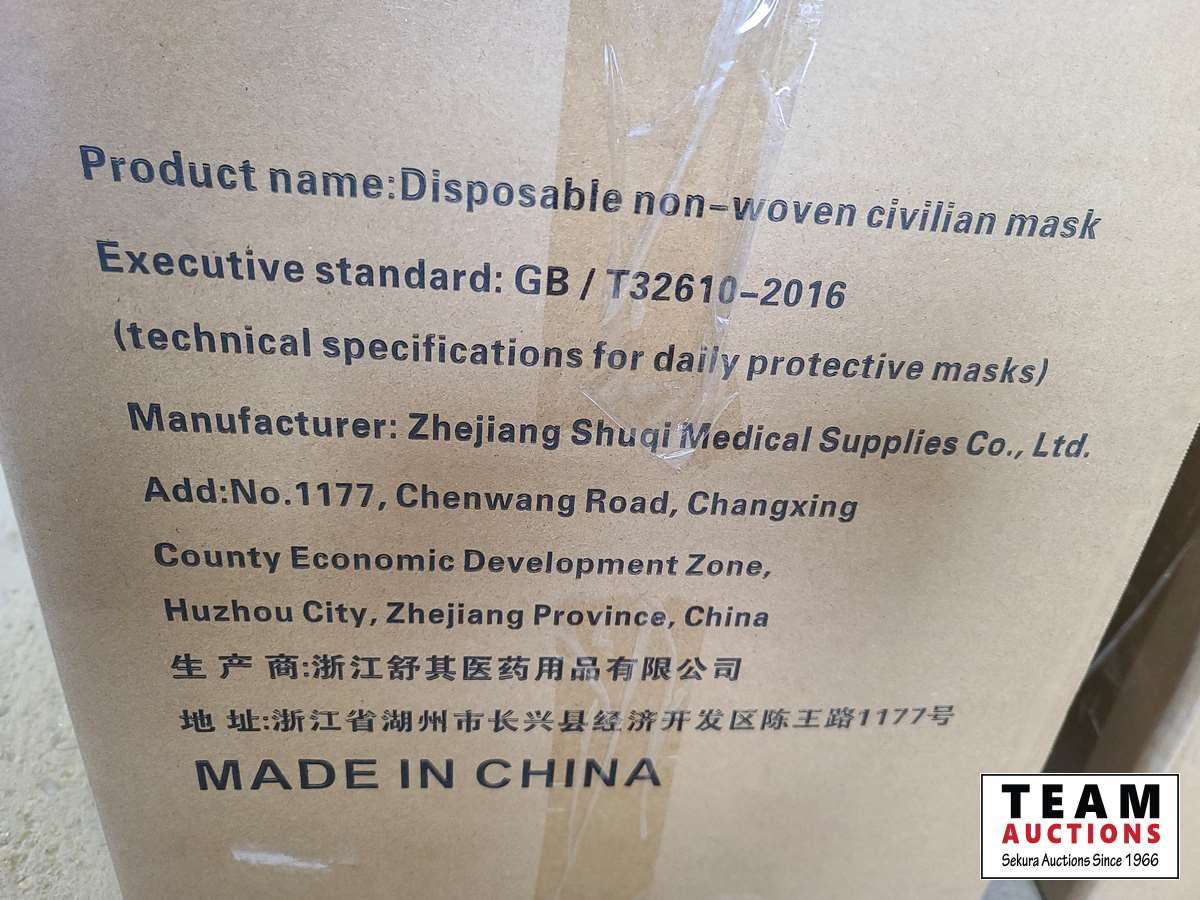 Product name:Disposable non-woven civilian mask
Executive standard: GB / T32610-2016
(technical specifications for daily protective masks)
Manufacturer: Zhejiang Shuqi Medical Supplies Co., Ltd.
Add:No.1177, Chenwang Road, Changxing
County Economic Development Zone,
Huzhou City, Zhejiang Province, China
生 产 商:浙江舒其医药用品有限公司
地 址:浙江省湖州市长兴县经济开发区陈王路1177号
MADE IN CHINA
TEAM
AUCTIONS
Sekura Auctions Since 1966